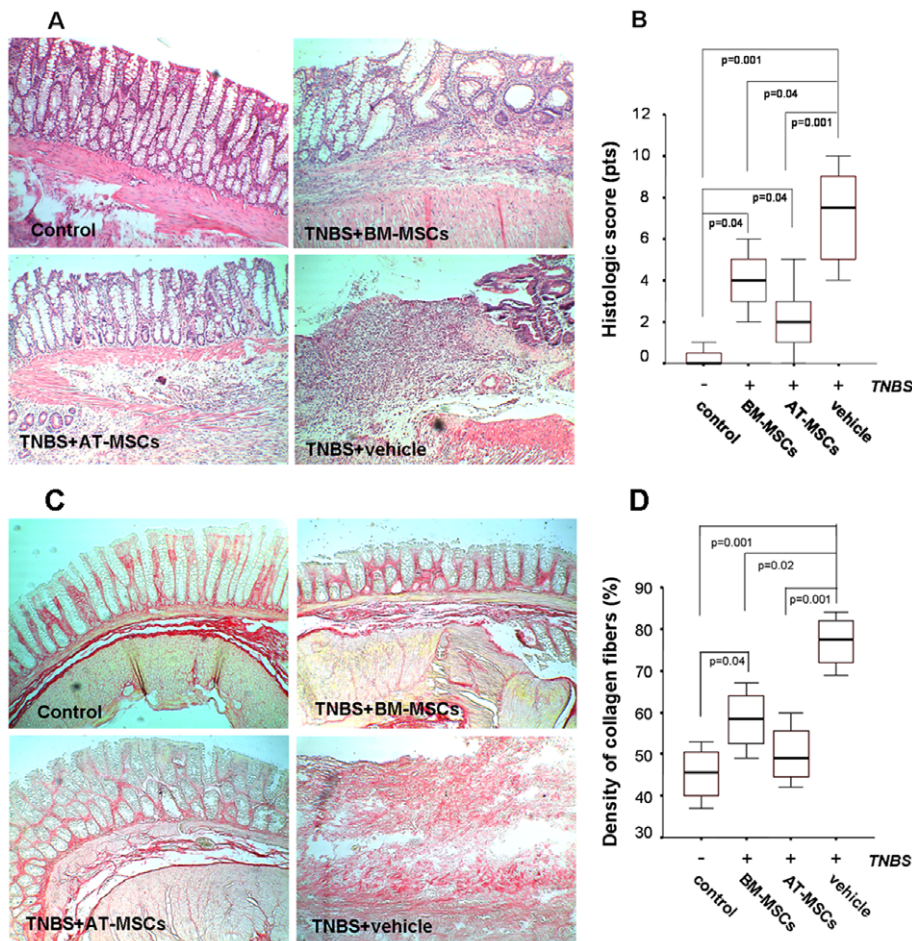 A
Control
TNBS+BM-MSCs
TNBS+AT-MSCs
TNBS+vehicle
B
p=0.001
p=0.04
p=0.001
p=0.04
p=0.04
Histologic score (pts)
12
10
8
6
4
2
0
- + + + TNBS
control
BM-MSCs
AT-MSCs
vehicle
C
Control
TNBS+BM-MSCs
TNBS+AT-MSCs
TNBS+vehicle
D
p=0.001
p=0.02
p=0.001
p=0.04
Density of collagen fibers (%)
90
80
70
60
50
40
30
- + + + TNBS
control
BM-MSCs
AT-MSCs
vehicle